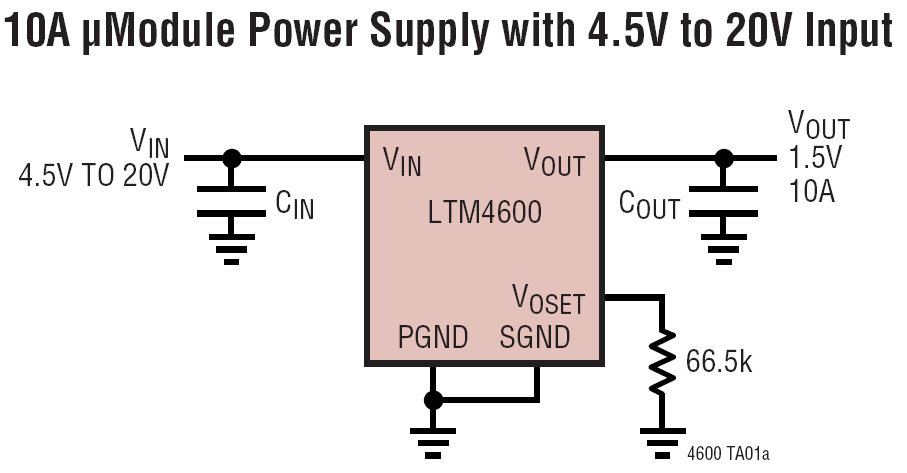 10A µModule Power Supply with 4.5V to 20V Input
VIN
4.5V TO 20V
CIN
VIN
VOUT
LTM4600
VOSET
PGND SGND
COUT
VOUT
1.5V
10A
66.5k
4600 TA01a